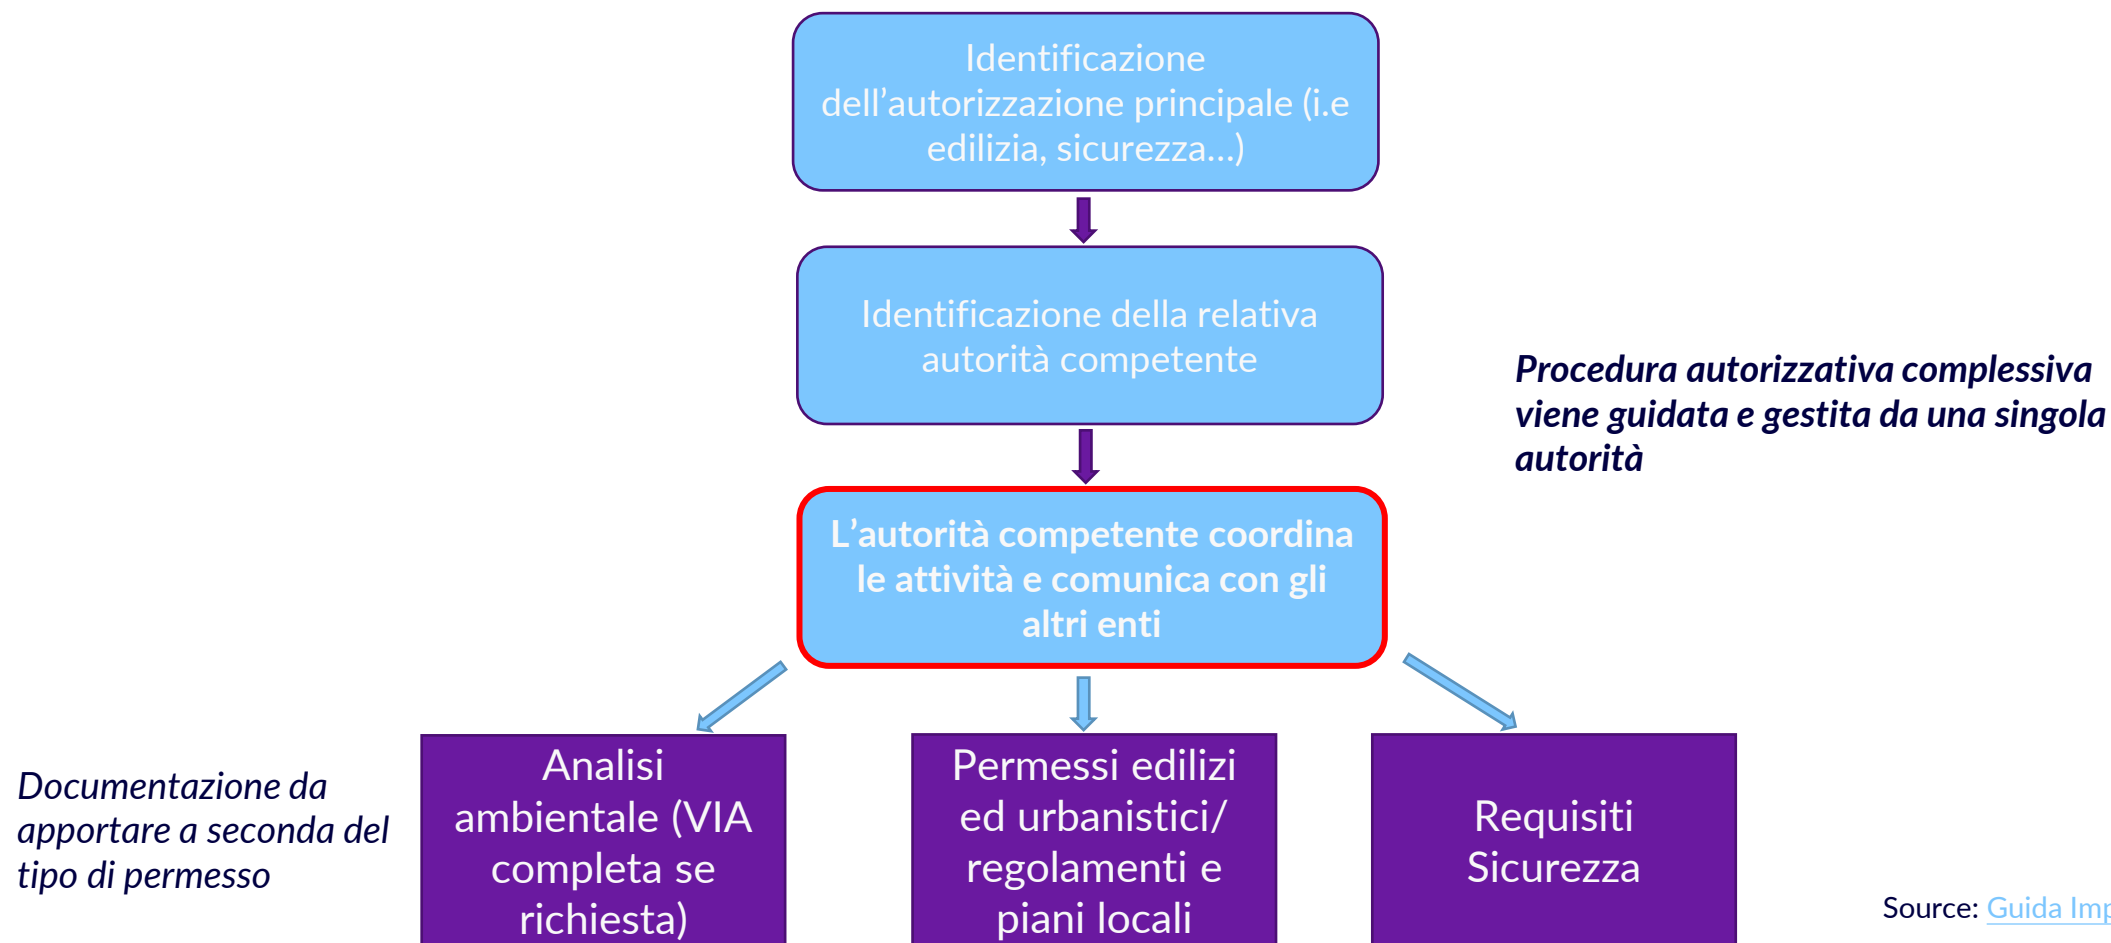 Identificazione
dell’autorizzazione principale (i.e
edilizia, sicurezza…)
Identificazione della relativa
autorità competente
Procedura autorizzativa complessiva
viene guidata e gestita da una singola
autorità
L’autorità competente coordina
le attività e comunica con gli
altri enti
Documentazione da
apportare a seconda del
tipo di permesso
Analisi
ambientale (VIA
completa se
richiesta)
Permessi edilizi
ed urbanistici/
regolamenti e
piani locali
Requisiti
Sicurezza
Source: Guida